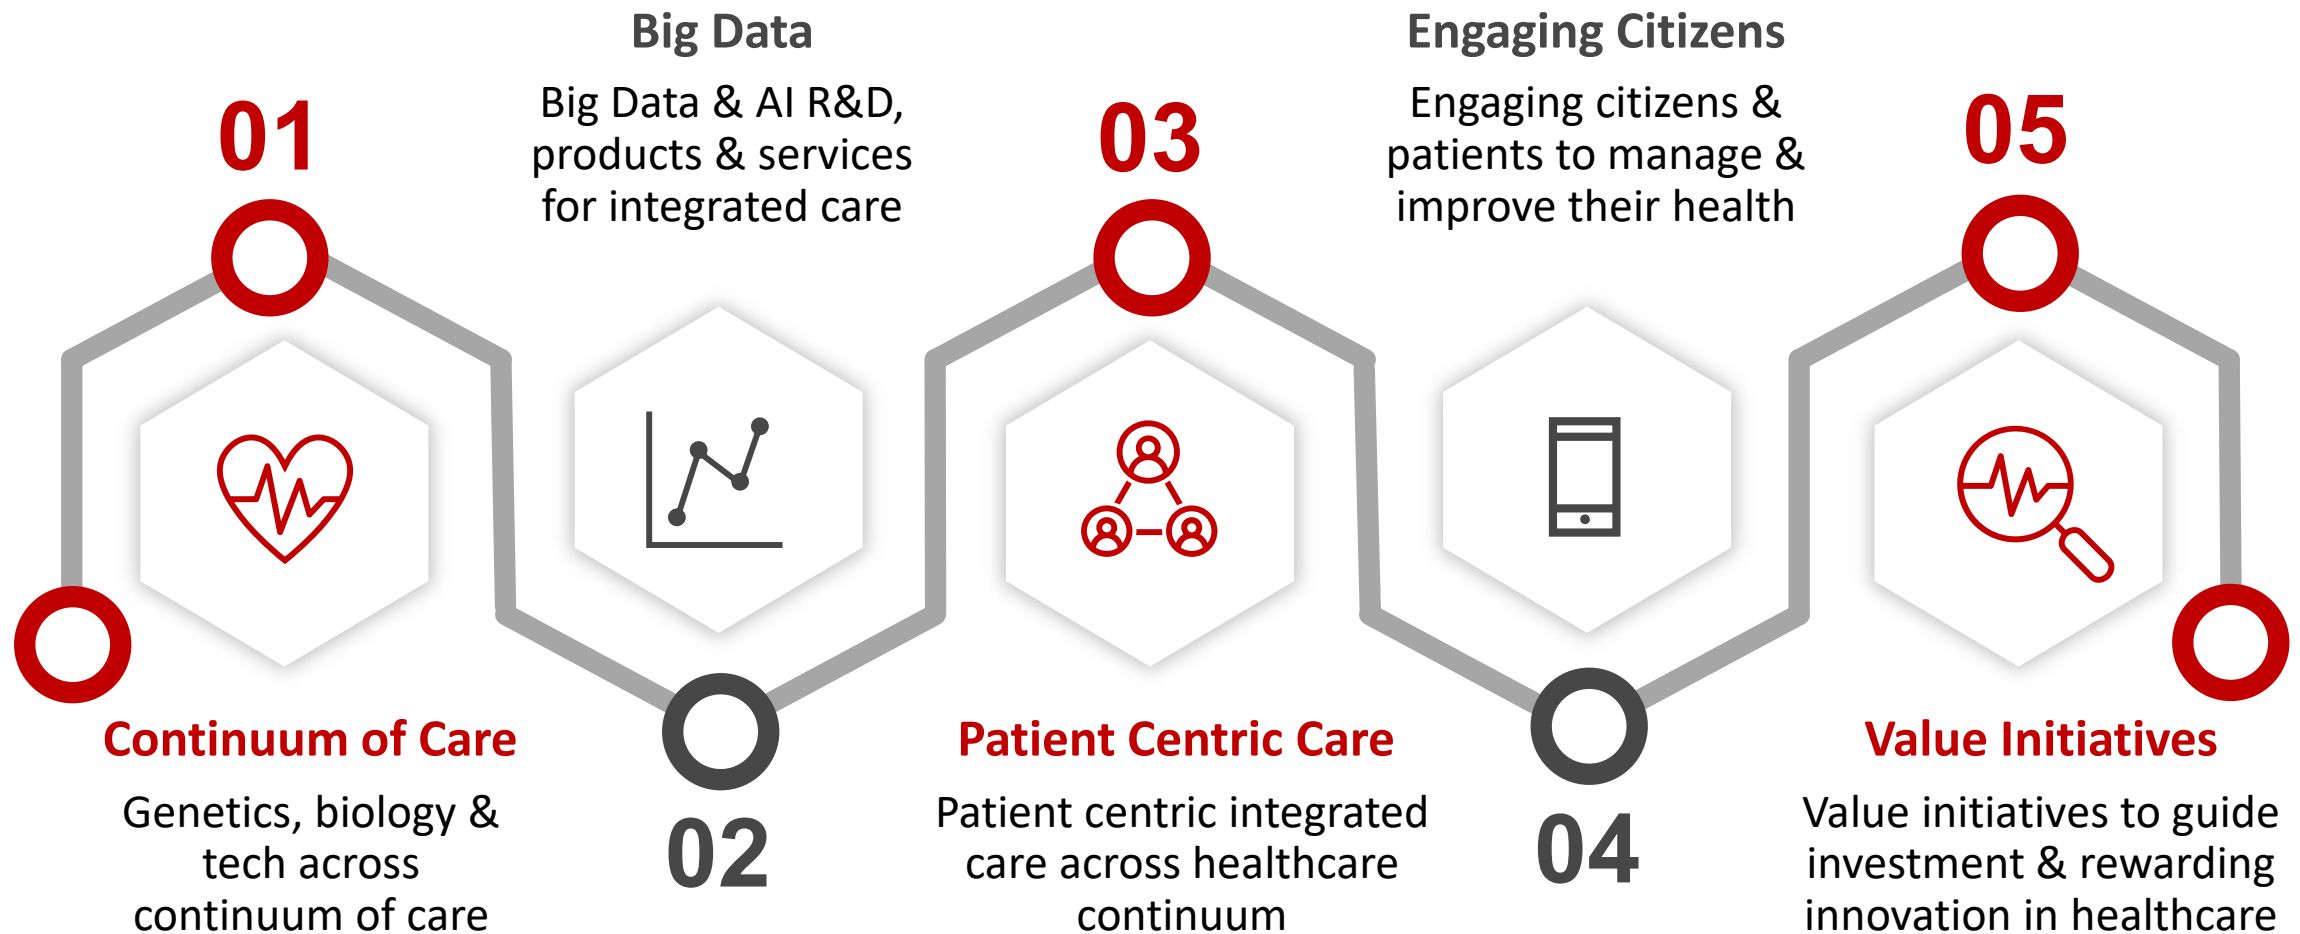 01
Continuum of Care
Genetics, biology &
tech across
continuum of care
Big Data
Big Data & AI R&D,
products & services
for integrated care
02
03
Patient Centric Care
Patient centric integrated
care across healthcare
continuum
Engaging Citizens
Engaging citizens &
patients to manage &
improve their health
04
05
Value Initiatives
Value initiatives to guide
investment & rewarding
innovation in healthcare